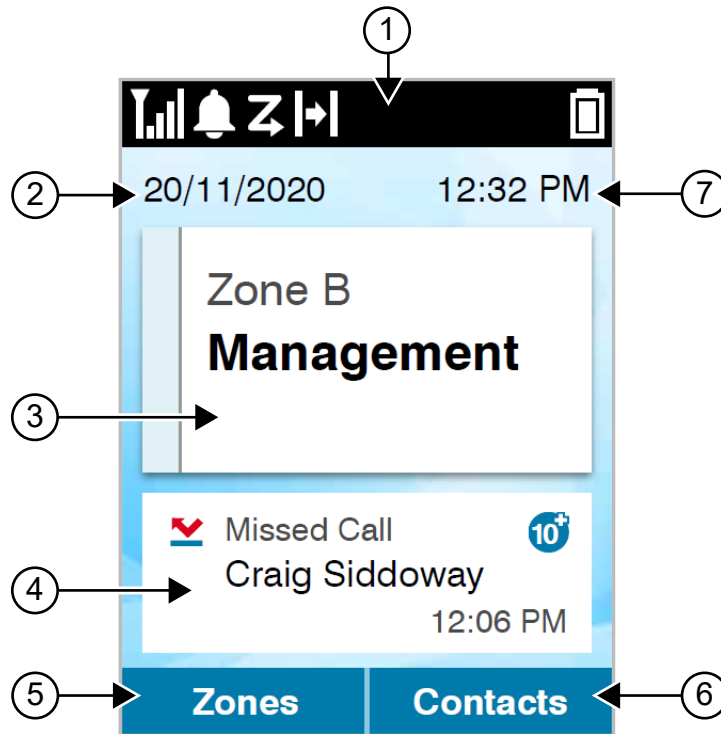 1
2 20/11/2020 12:32 PM 7
Zone B
Management
3
Missed Call 10+
Craig Siddoway
4
12:06 PM
5 Zones Contacts 6